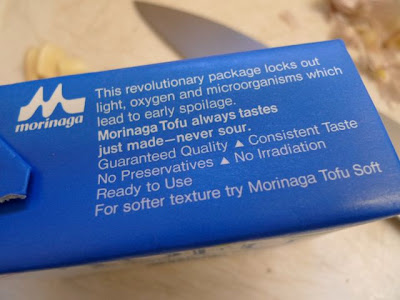 morinaga
This revolutionary package locks out
light, oxygen and microorganisms which
lead to early spoilage.
Morinaga Tofu always tastes
just made—never sour.
Guaranteed Quality ▲ Consistent Taste
No Preservatives ▲ No Irradiation
Ready to Use
For softer texture try Morinaga Tofu Soft